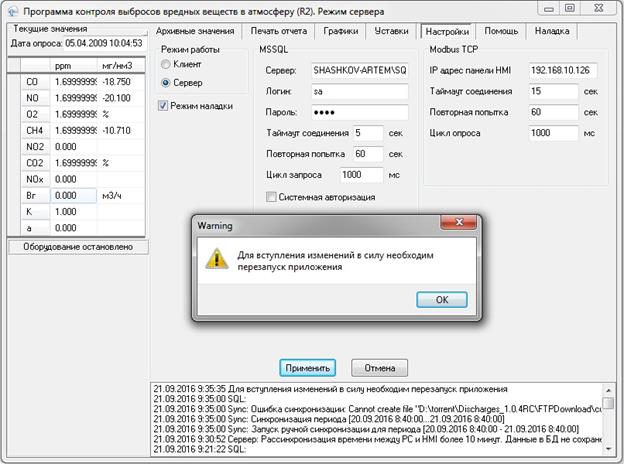 Программа контроля выбросов вредных веществ в атмосферу (R2). Режим сервера
Текущие значения
Дата опроса: 05.04.2009 10:04:53
ppm мг/нм3
CO 1.69999999 -18.750
NO 1.69999999 -20.100
O2 1.69999999 %
CH4 1.69999999 -10.710
NO2 0.000
CO2 1.69999999 %
NOx 0.000
Вг 0.000 м3/ч
K 1.000
a 0.000
Оборудование остановлено
Архивные значения Печать отчета Графики Уставки Настройки Помощь Наладка
Режим работы
Клиент
Сервер
Режим наладки
MSSQL
Сервер: SHASHKOV-ARTEM\SQ
Логин: sa
Пароль: ●●●●
Таймаут соединения 5 сек
Повторная попытка 60 сек
Цикл запроса 1000 мс
Системная авторизация
Modbus TCP
IP адрес панели HMI 192.168.10.126
Таймаут соединения 15 сек
Повторная попытка 60 сек
Цикл опроса 1000 мс
Warning
Для вступления изменений в силу необходим
перезапуск приложения
OK
Применить Отмена
21.09.2016 9:35:35 Для вступления изменений в силу необходим перезапуск приложения
21.09.2016 9:35:00 SQL:
21.09.2016 9:35:00 Sync: Ошибка синхронизации: Cannot create file "D:\torrent\Discharges_1.0.4RC\FTPDownload\cu
21.09.2016 9:35:00 Sync: Синхронизация периода [20.09.2016 8:40:00...21.09.2016 8:40:00]
21.09.2016 9:35:00 Sync: Запуск ручной синхронизации для периода [20.09.2016 8:40:00 - 21.09.2016 8:40:00]
21.09.2016 9:30:52 Сервер: Рассинхронизация времени между PC и HMI более 10 минут. Данные в БД не сохране
21.09.2016 9:21:22 SQL: